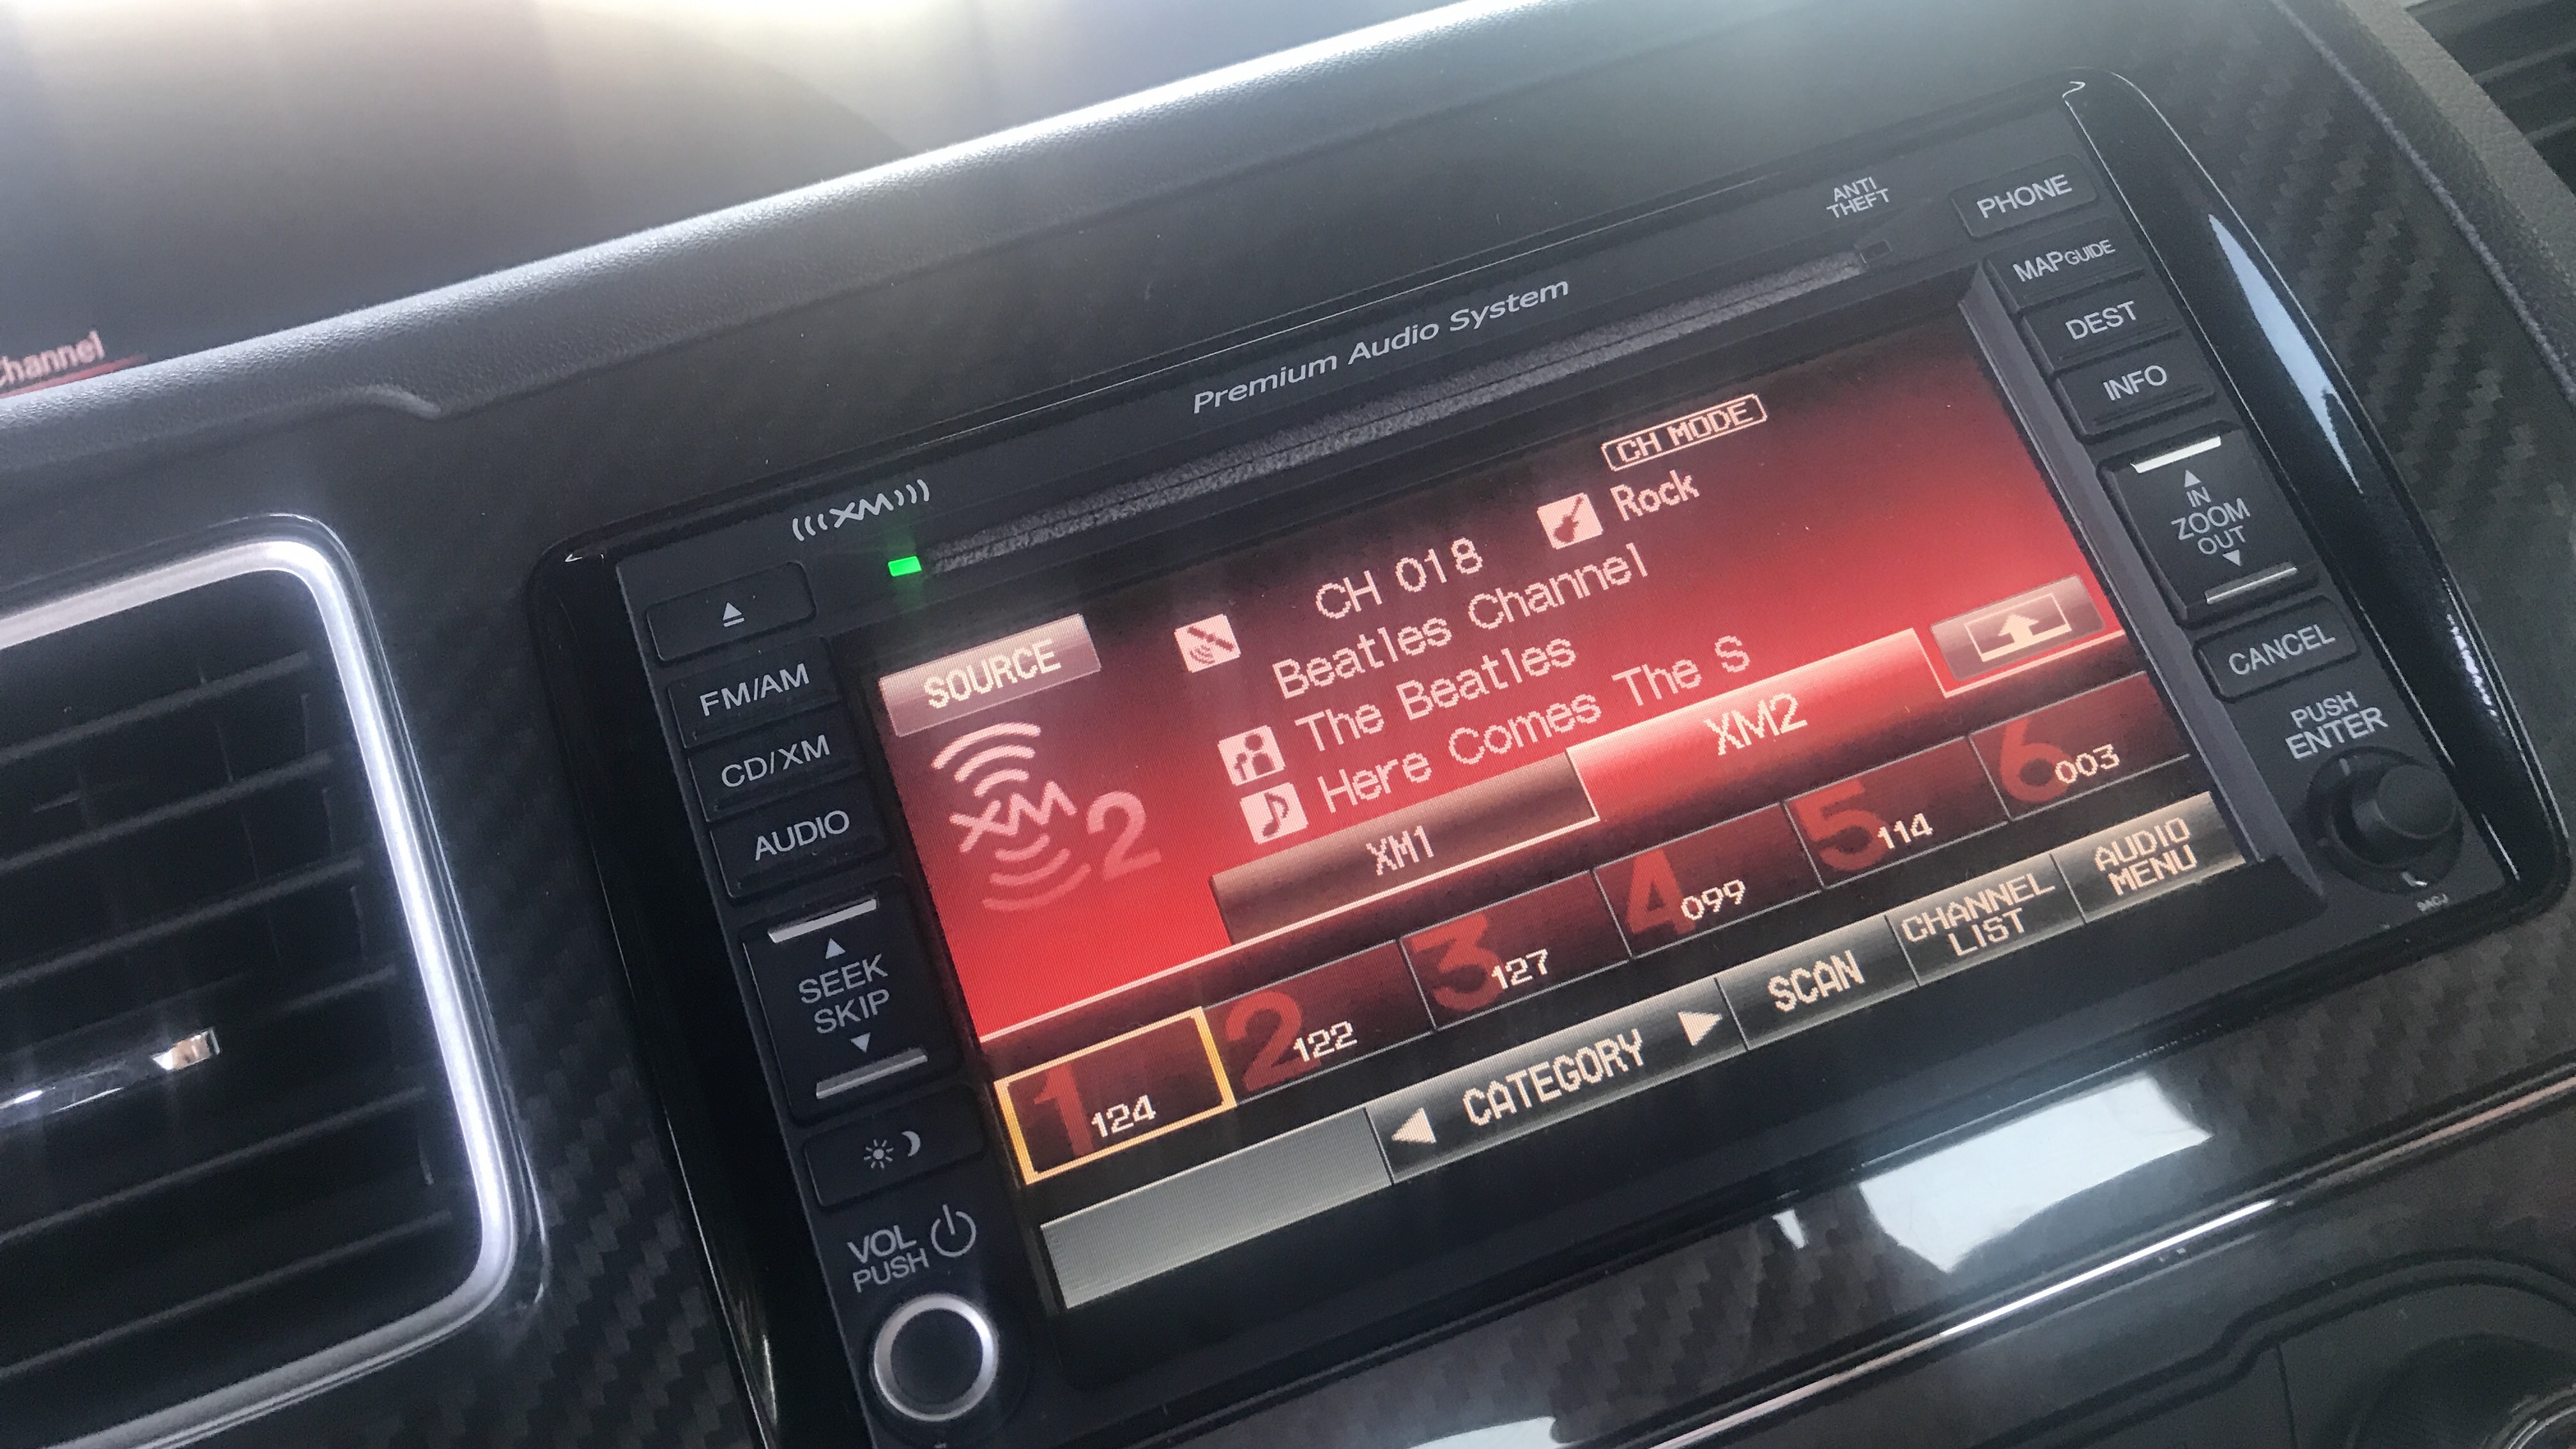 Channel
Premium Audio System
ANTI
THEFT
PHONE
MAP GUIDE
DEST
INFO
IN
ZOOM
OUT
CANCEL
PUSH
ENTER
XM
FM/AM
CD/XM
AUDIO
SEEK
SKIP
VOL
PUSH
CH MODE
SOURCE
CH 018
Rock
Beatles Channel
The Beatles
Here Comes The S
XM 2
XM1
XM2
1 124
2 122
3 127
4 099
5 114
6 003
CATEGORY
SCAN
CHANNEL
LIST
AUDIO
MENU